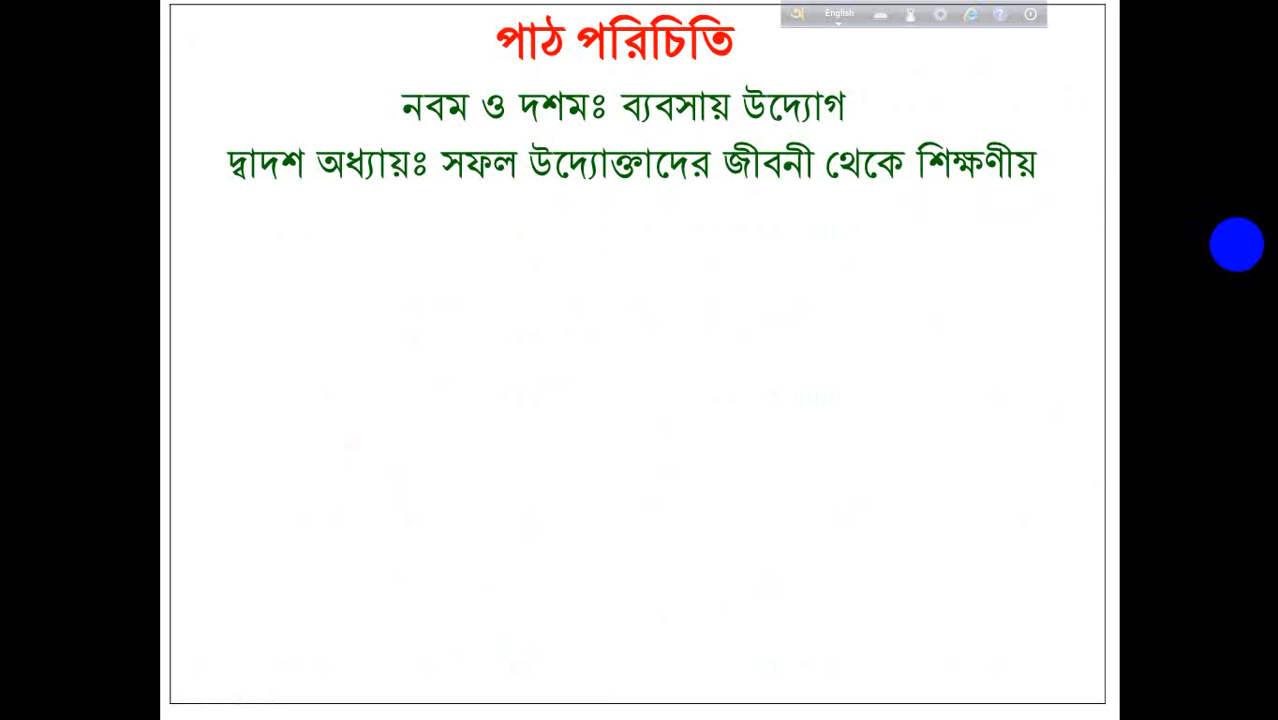 পাঠ পরিচিতি
English
নবম ও দশমঃ ব্যবসায় উদ্যোগ
দ্বাদশ অধ্যায়ঃ সফল উদ্যোক্তাদের জীবনী থেকে শিক্ষণীয়